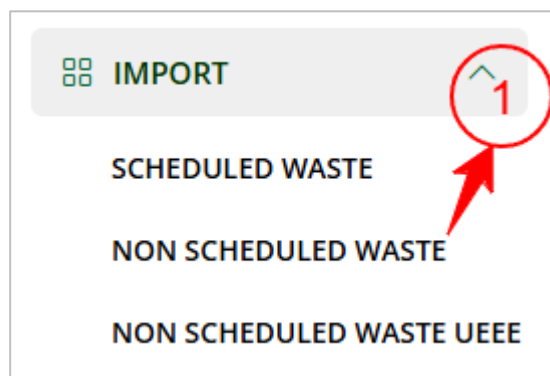 IMPORT
1
SCHEDULED WASTE
NON SCHEDULED WASTE
NON SCHEDULED WASTE UEEE